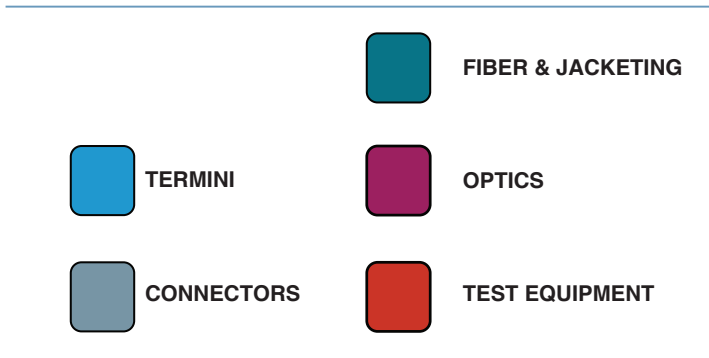 FIBER & JACKETING
TERMINI
OPTICS
CONNECTORS
TEST EQUIPMENT